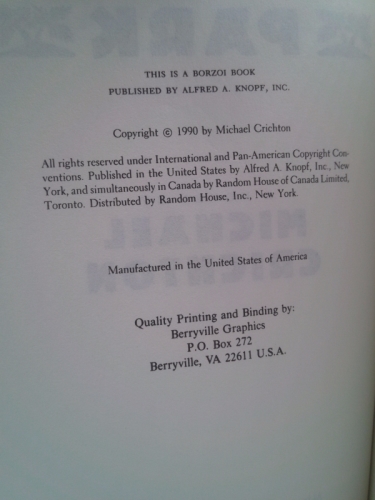 PARK
THIS IS A BORZOI BOOK
PUBLISHED BY ALFRED A. KNOPF, INC.
Copyright © 1990 by Michael Crichton
All rights reserved under International and Pan-American Copyright Con-
ventions. Published in the United States by Alfred A. Knopf, Inc., New
York, and simultaneously in Canada by Random House of Canada Limited,
Toronto. Distributed by Random House, Inc., New York.
MICHAEL
Manufactured in the United States of America
CRICHTON
Quality Printing and Binding by:
Berryville Graphics
P.O. Box 272
Berryville, VA 22611 U.S.A.